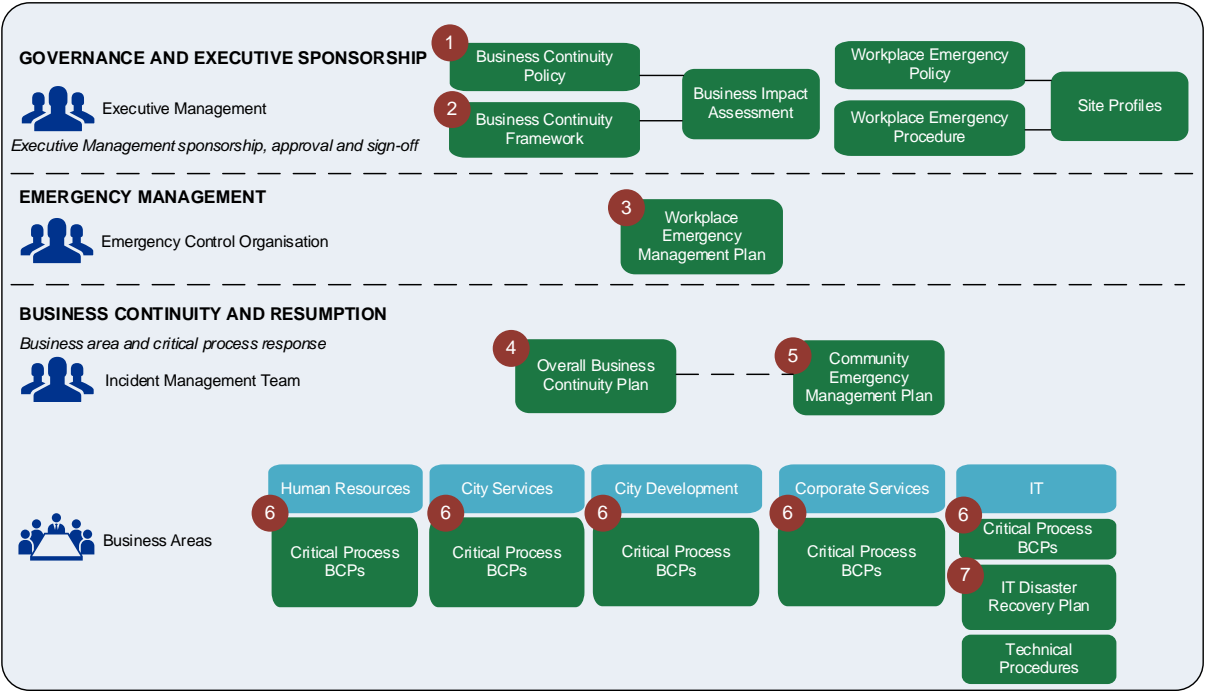 GOVERNANCE AND EXECUTIVE SPONSORSHIP
Executive Management
Executive Management sponsorship, approval and sign-off
1
Business Continuity
Policy
2
Business Continuity
Framework
Business Impact
Assessment
Workplace Emergency
Policy
Workplace Emergency
Procedure
Site Profiles
EMERGENCY MANAGEMENT
Emergency Control Organisation
3
Workplace
Emergency
Management Plan
BUSINESS CONTINUITY AND RESUMPTION
Business area and critical process response
Incident Management Team
4
Overall Business
Continuity Plan
5
Community
Emergency
Management Plan
Business Areas
Human Resources
6
Critical Process
BCPs
City Services
6
Critical Process
BCPs
City Development
6
Critical Process
BCPs
Corporate Services
6
Critical Process
BCPs
IT
6
Critical Process
BCPs
7
IT Disaster
Recovery Plan
Technical
Procedures